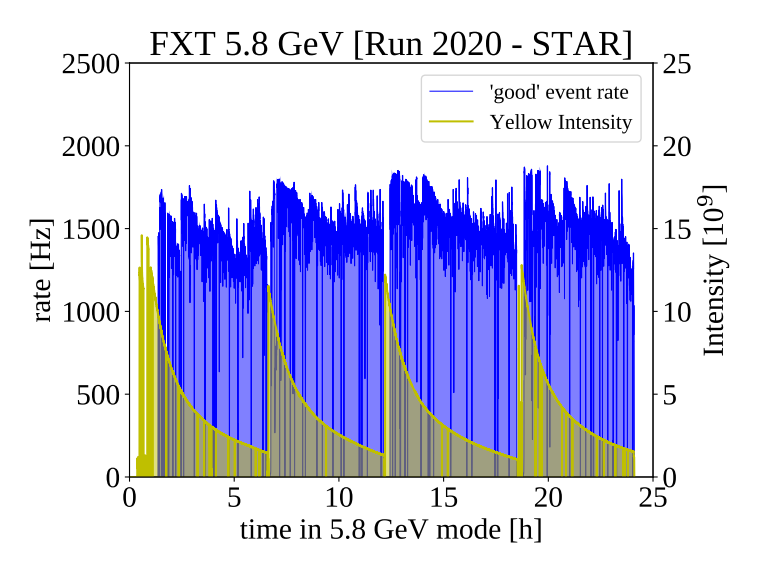 FXT 5.8 GeV [Run 2020 - STAR]
2500
2000
1500
1000
500
0
rate [Hz]
'good' event rate
Yellow Intensity
25
20
15
10
5
0
Intensity [10⁹]
0 5 10 15 20 25
time in 5.8 GeV mode [h]